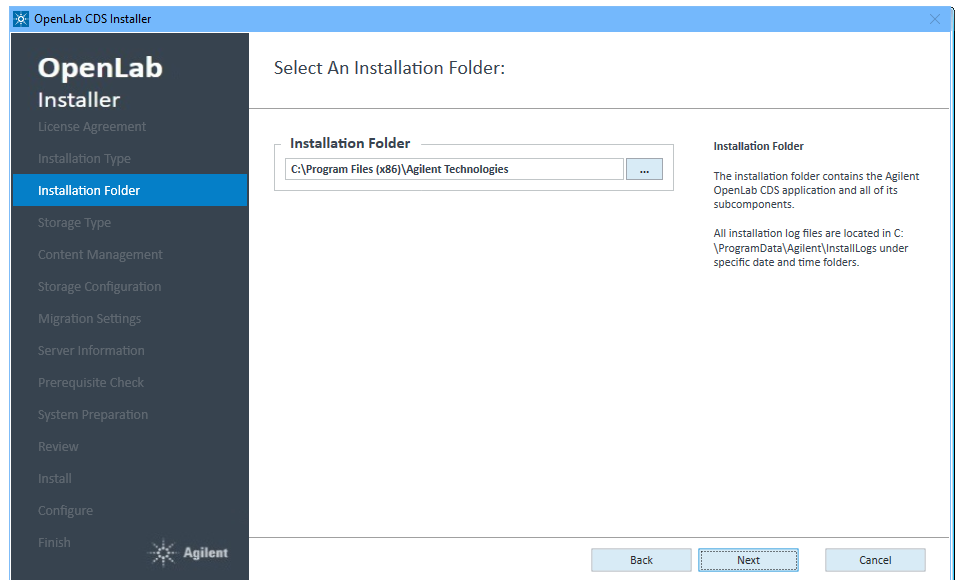 OpenLab CDS Installer
OpenLab
Installer
License Agreement
Installation Type
Installation Folder
Storage Type
Content Management
Storage Configuration
Migration Settings
Server Information
Prerequisite Check
System Preparation
Review
Install
Configure
Finish
Agilent
Select An Installation Folder:
Installation Folder
C:\Program Files (x86)\Agilent Technologies
...
Installation Folder
The installation folder contains the Agilent
OpenLab CDS application and all of its
subcomponents.
All installation log files are located in C:
\ProgramData\Agilent\InstallLogs under
specific date and time folders.
Back
Next
Cancel